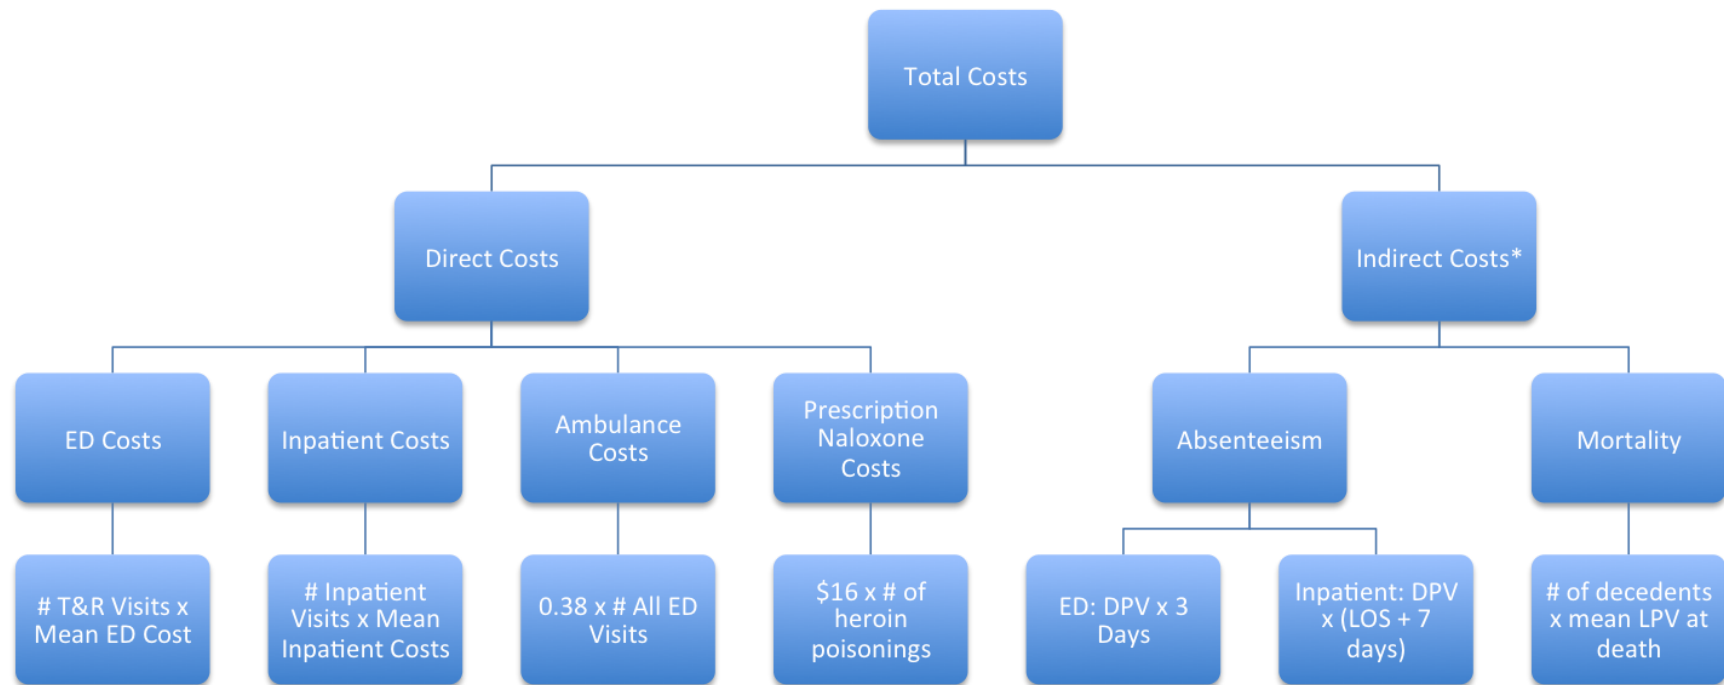 Total Costs
Direct Costs
Indirect Costs*
ED Costs
Inpatient Costs
Ambulance
Costs
Prescription
Naloxone
Costs
Absenteeism
Mortality
# T&R Visits x
Mean ED Cost
# Inpatient
Visits x Mean
Inpatient Costs
0.38 x # All ED
Visits
$16 x # of
heroin
poisonings
ED: DPV x 3
Days
Inpatient: DPV
x (LOS + 7
days)
# of decedents
x mean LPV at
death